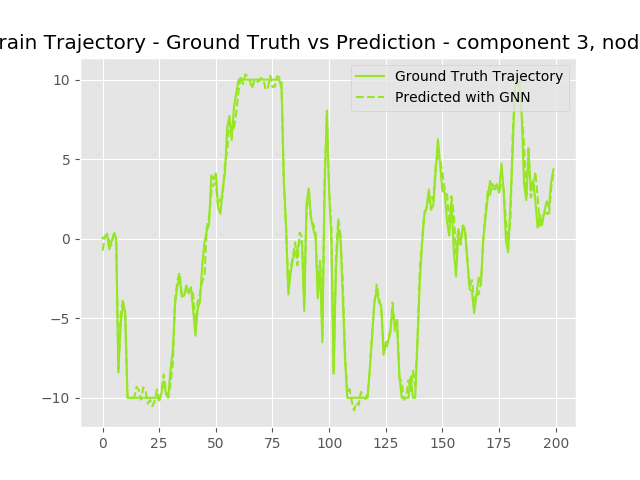 rain Trajectory - Ground Truth vs Prediction - component 3, nod
Ground Truth Trajectory
Predicted with GNN
10
5
0
−5
−10
0 25 50 75 100 125 150 175 200